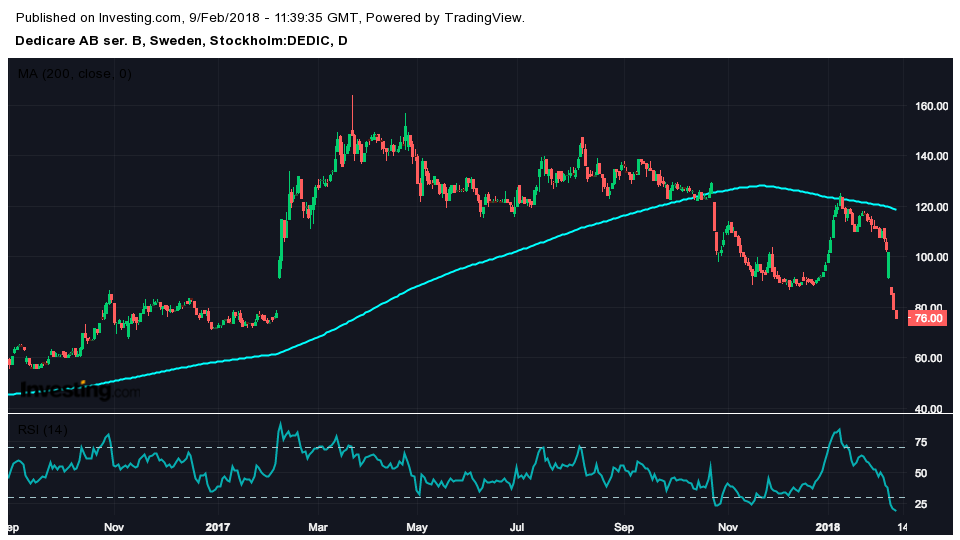 Published on Investing.com, 9/Feb/2018 - 11:39:35 GMT, Powered by TradingView.
Dedicare AB ser. B, Sweden, Stockholm:DEDIC, D
MA (200, close, 0)
160.00
140.00
120.00
100.00
80.00
76.00
60.00
40.00
Investing.com
RSI (14)
75
50
25
ep Nov 2017 Mar May Jul Sep Nov 2018 14